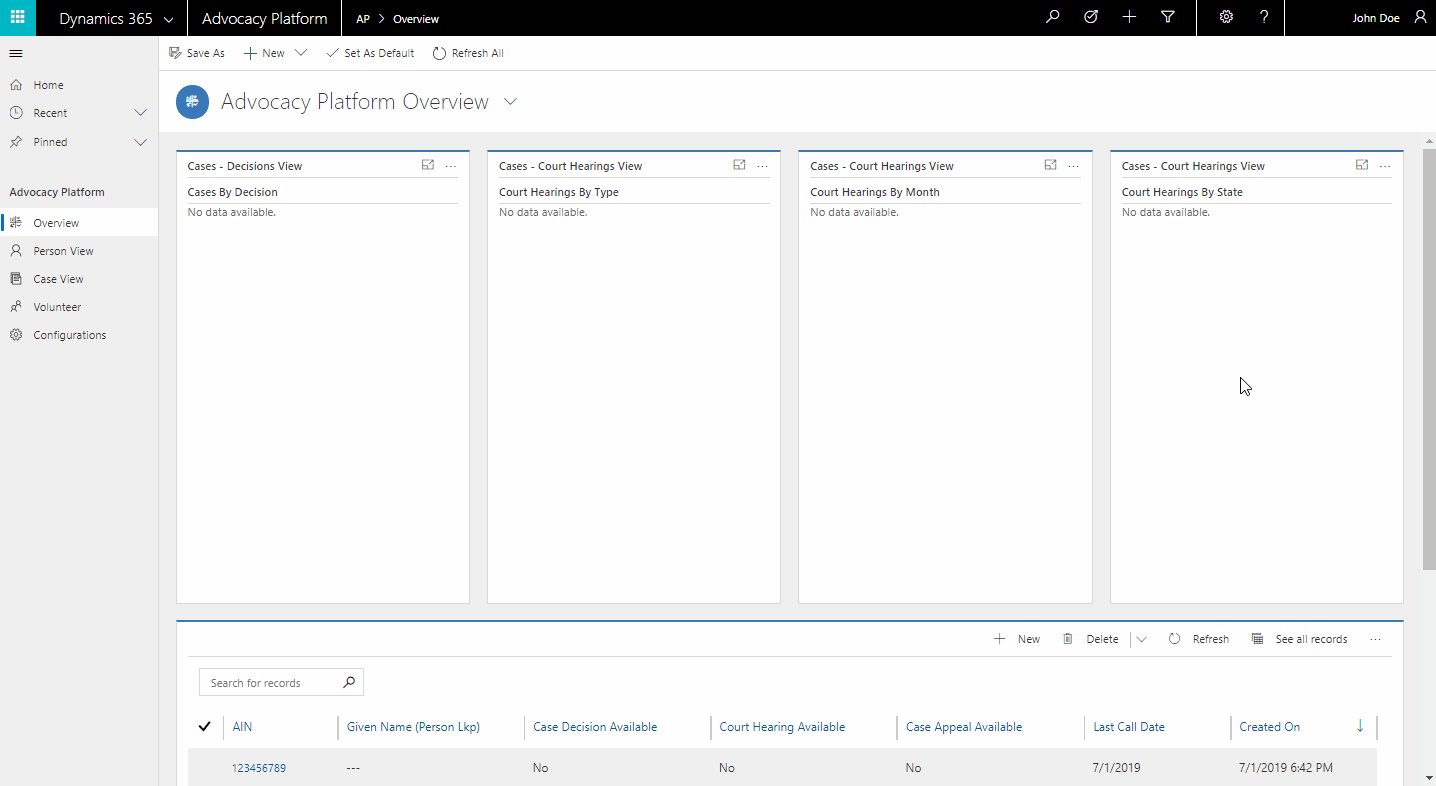 Dynamics 365 Advocacy Platform AP > Overview ? John Doe
Save As New Set As Default Refresh All
Home
Recent
Pinned
Advocacy Platform
Overview
Person View
Case View
Volunteer
Configurations
Advocacy Platform Overview
Cases - Decisions View ...
Cases By Decision
No data available.
Cases - Court Hearings View ...
Court Hearings By Type
No data available.
Cases - Court Hearings View ...
Court Hearings By Month
No data available.
Cases - Court Hearings View ...
Court Hearings By State
No data available.
New Delete Refresh See all records ...
Search for records
AIN Given Name (Person Lkp) Case Decision Available Court Hearing Available Case Appeal Available Last Call Date Created On
123456789 --- No No No 7/1/2019 7/1/2019 6:42 PM